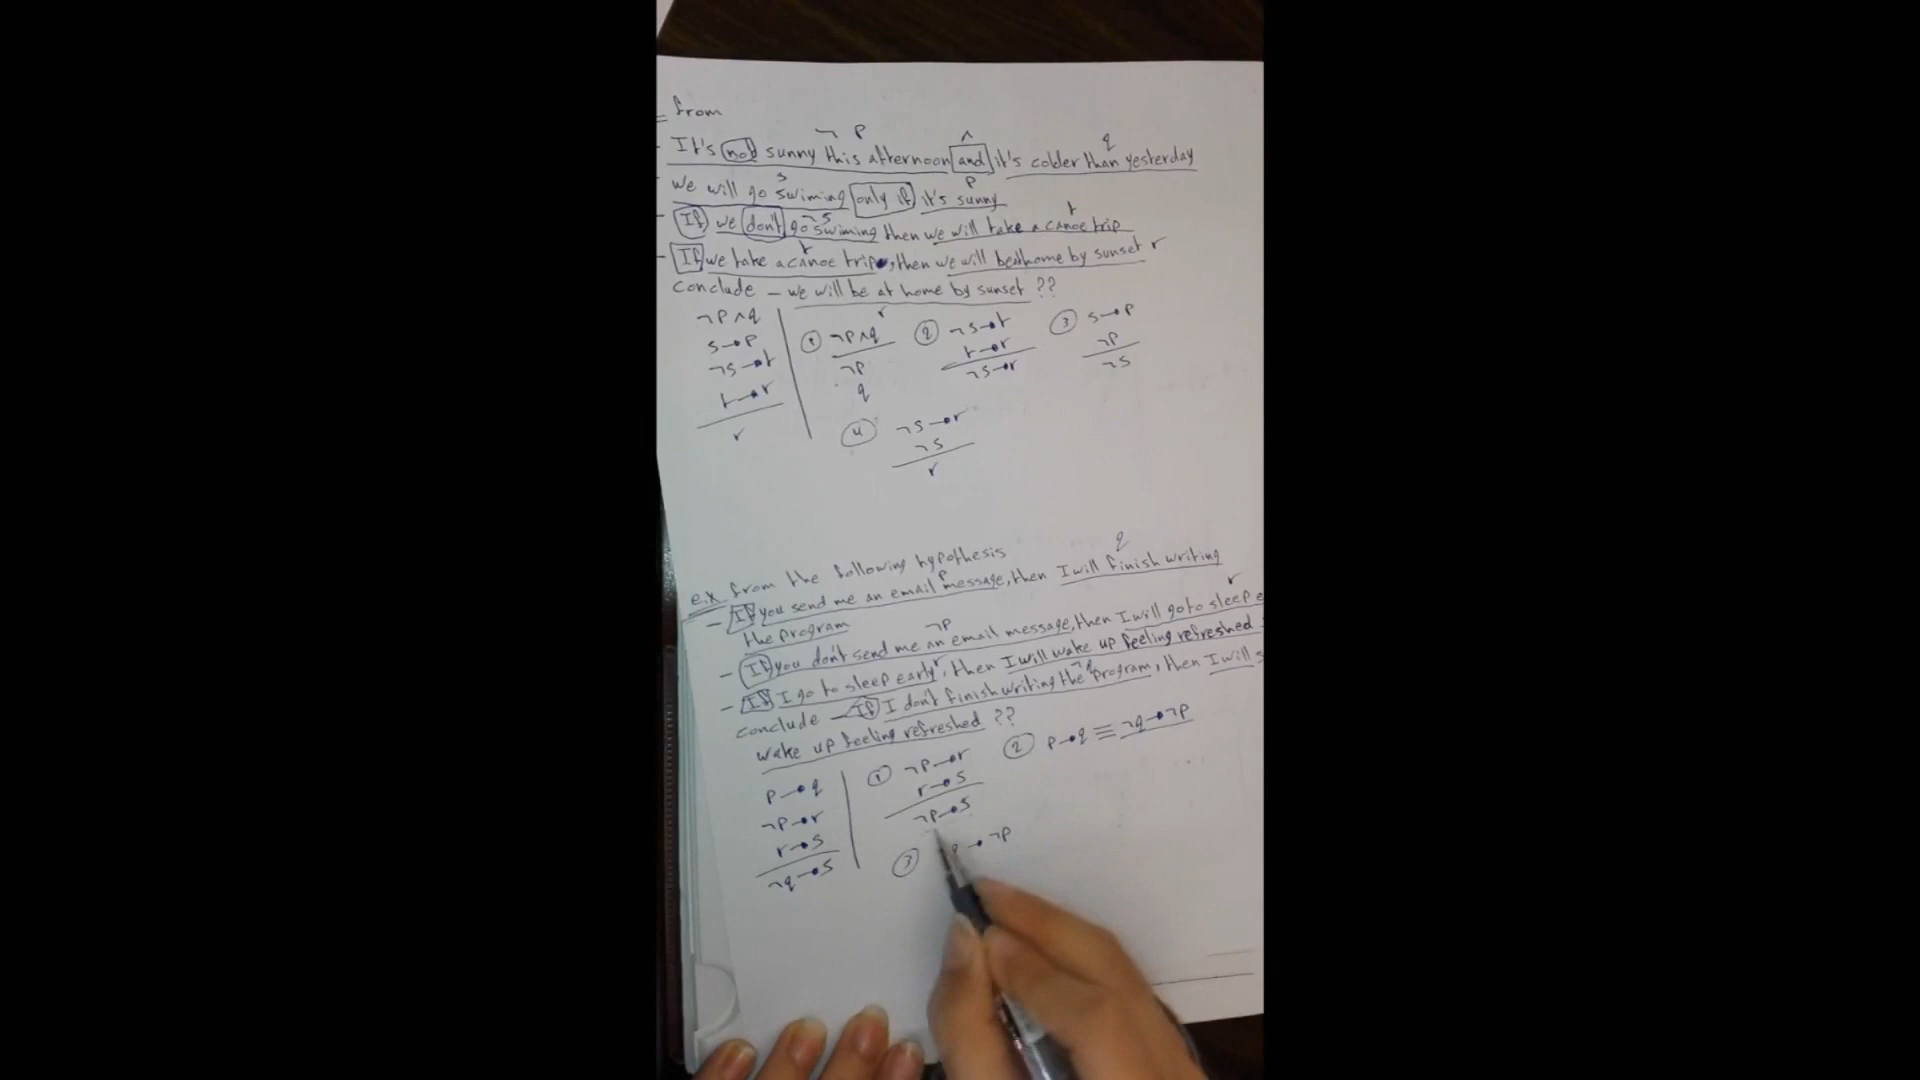 from
¬ p ∧ q
It's not sunny this afternoon and it's colder than yesterday
s p
we will go swiming only if it's sunny
¬s t
If we don't go swiming then we will take a canoe trip
t r
If we take a canoe trip, then we will be at home by sunset
conclude - we will be at home by sunset ??
r
¬p∧q
s→p
¬s→t
t→r
r
① ¬p∧q
¬p
q
② ¬s→t
t→r
¬s→r
③ s→p
¬p
¬s
④ ¬s→r
¬s
r
e.x from the following hypothesis
p q
- If you send me an email message, then I will finish writing
the program
¬p r
- If you don't send me an email message, then I will go to sleep
r
- If I go to sleep early, then I will wake up feeling refreshed
¬q
conclude - If I don't finish writing the program, then I will
wake up feeling refreshed ??
p→q
¬p→r
r→s
¬q→s
① ¬p→r
r→s
¬p→s
② p→q ≡ ¬q→¬p
③ q→¬p